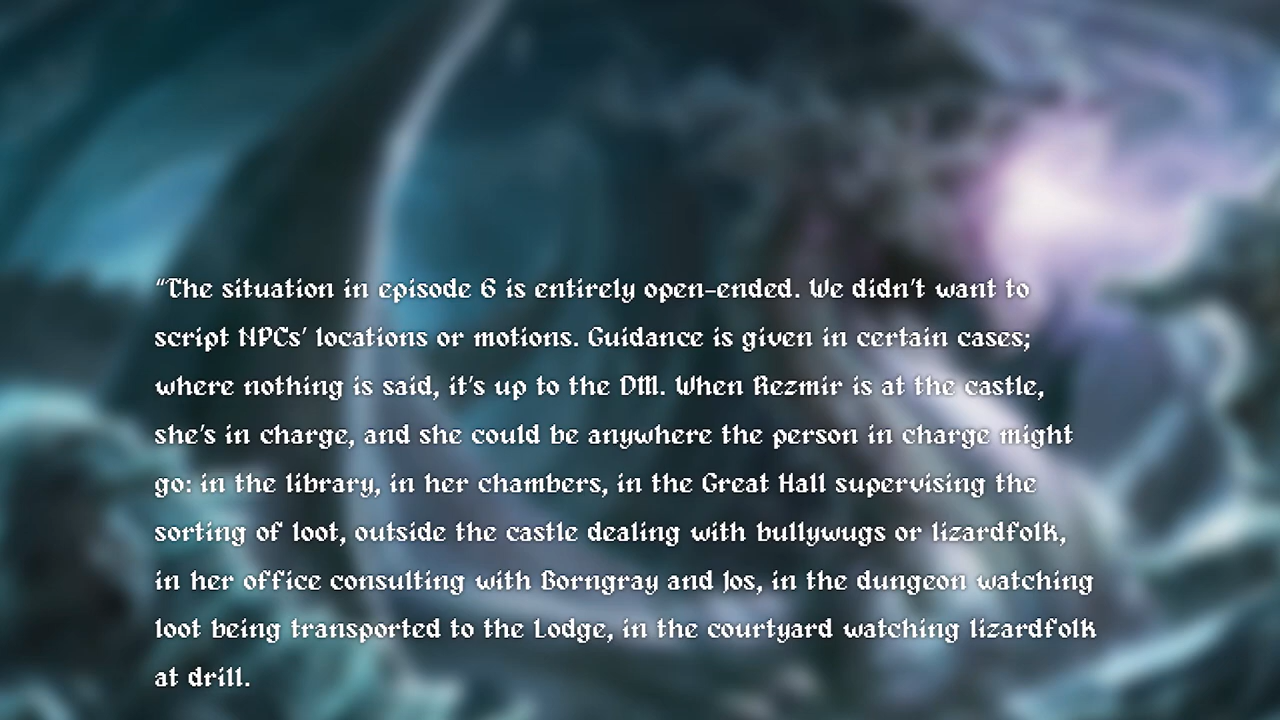 “The situation in episode 6 is entirely open-ended. We didn’t want to
script NPCs’ locations or motions. Guidance is given in certain cases;
where nothing is said, it’s up to the DM. When Rezmir is at the castle,
she’s in charge, and she could be anywhere the person in charge might
go: in the library, in her chambers, in the Great Hall supervising the
sorting of loot, outside the castle dealing with bullywugs or lizardfolk,
in her office consulting with Borngray and Jos, in the dungeon watching
loot being transported to the Lodge, in the courtyard watching lizardfolk
at drill.